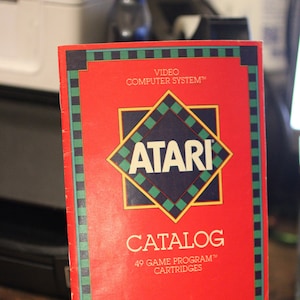 VIDEO
COMPUTER SYSTEM™
ATARI
CATALOG
49 GAME PROGRAM™
CARTRIDGES